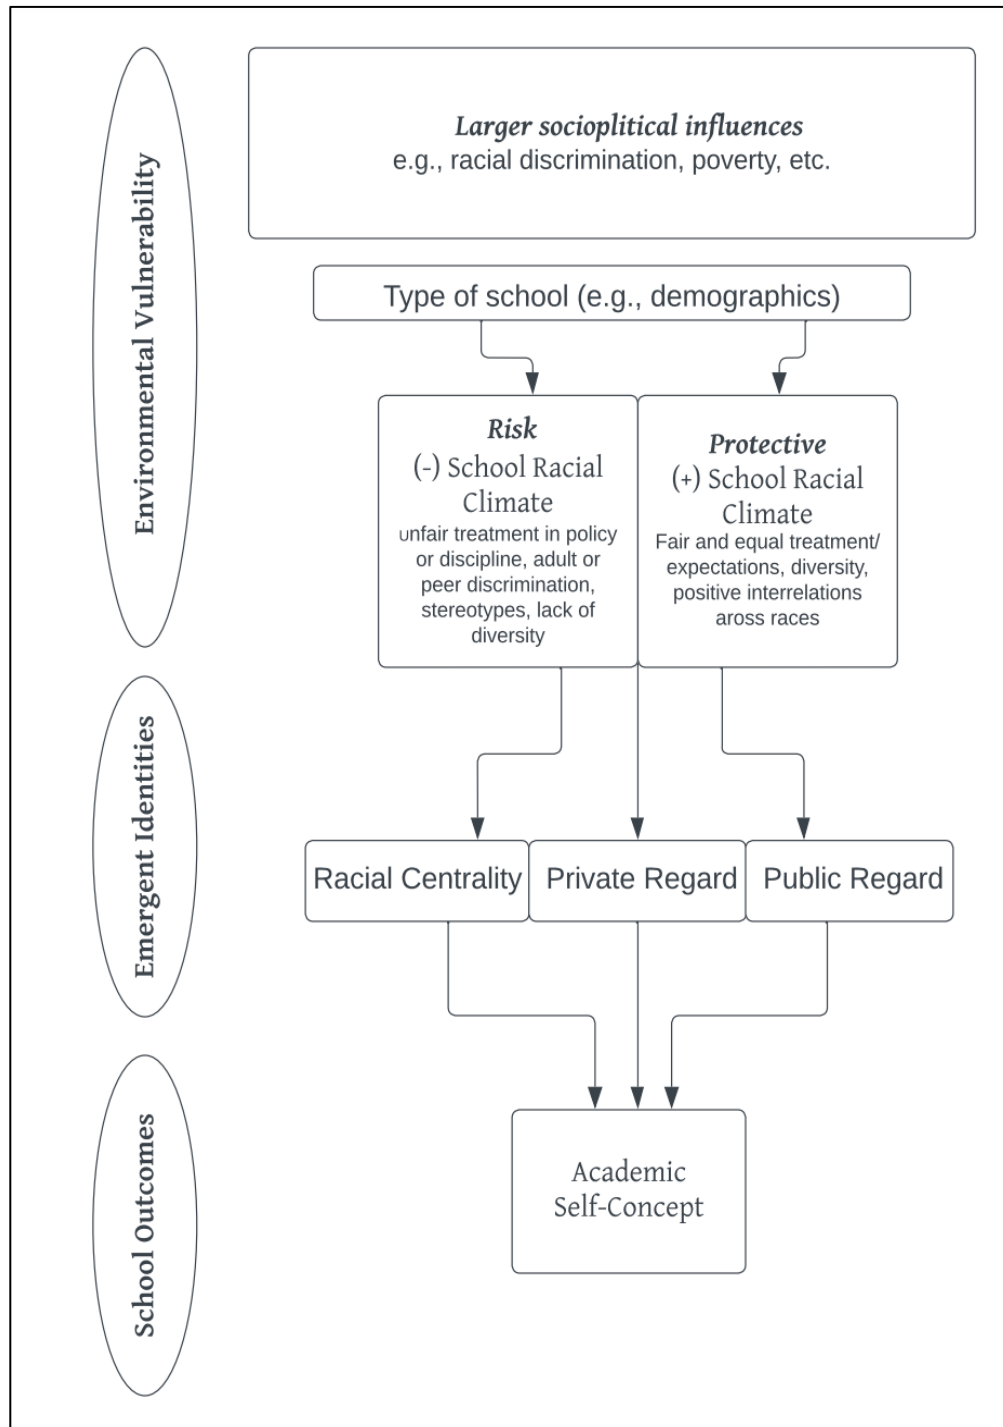 Environmental Vulnerability
Larger socioplitical influences
e.g., racial discrimination, poverty, etc.
Type of school (e.g., demographics)
Risk
(-) School Racial
Climate
unfair treatment in policy
or discipline, adult or
peer discrimination,
stereotypes, lack of
diversity
Protective
(+) School Racial
Climate
Fair and equal treatment/
expectations, diversity,
positive interrelations
aross races
Emergent Identities
Racial Centrality
Private Regard
Public Regard
School Outcomes
Academic
Self-Concept